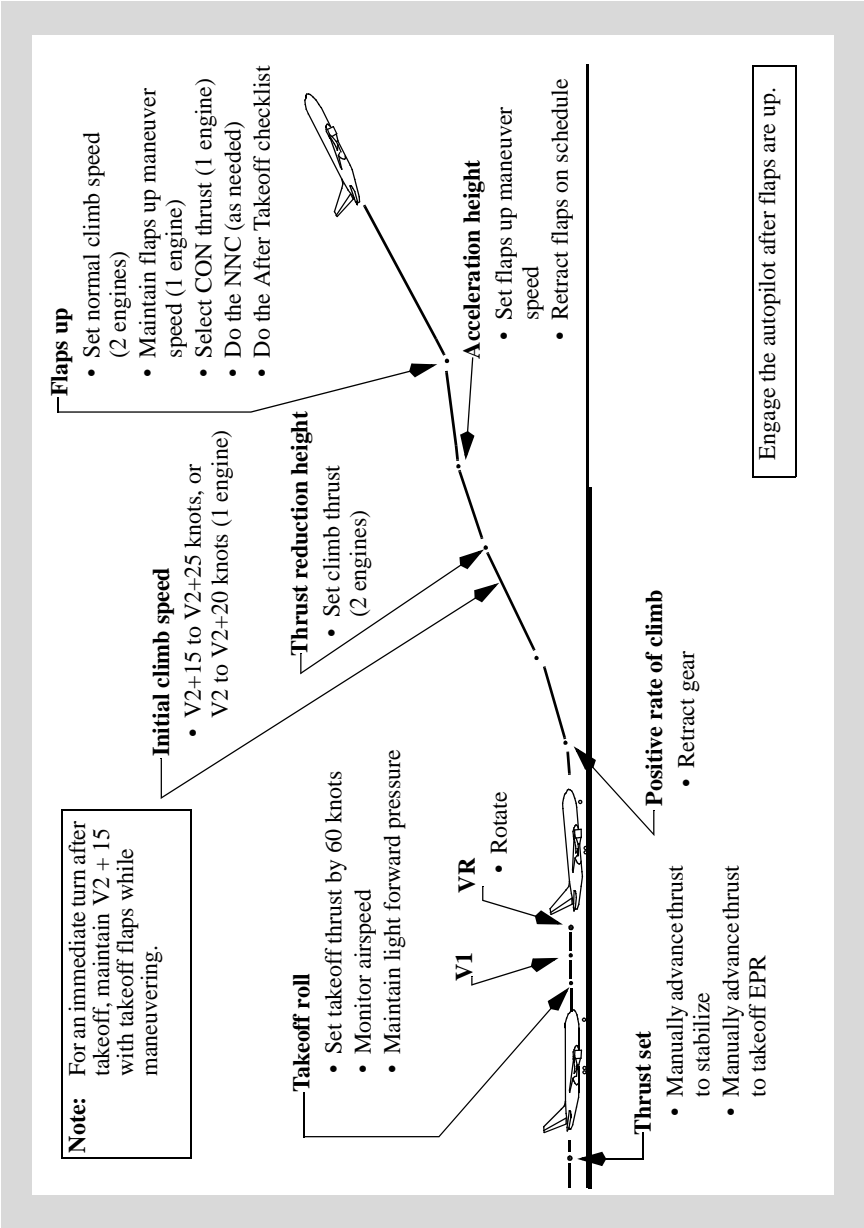 Note: For an immediate turn after
takeoff, maintain V2 + 15
with takeoff flaps while
maneuvering.
Takeoff roll
• Set takeoff thrust by 60 knots
• Monitor airspeed
• Maintain light forward pressure
Thrust set
• Manually advance thrust
to stabilize
• Manually advance thrust
to takeoff EPR
V1
VR
• Rotate
Positive rate of climb
• Retract gear
Initial climb speed
• V2+15 to V2+25 knots, or
V2 to V2+20 knots (1 engine)
Thrust reduction height
• Set climb thrust
(2 engines)
Acceleration height
• Set flaps up maneuver
speed
• Retract flaps on schedule
Flaps up
• Set normal climb speed
(2 engines)
• Maintain flaps up maneuver
speed (1 engine)
• Select CON thrust (1 engine)
• Do the NNC (as needed)
• Do the After Takeoff checklist
Engage the autopilot after flaps are up.